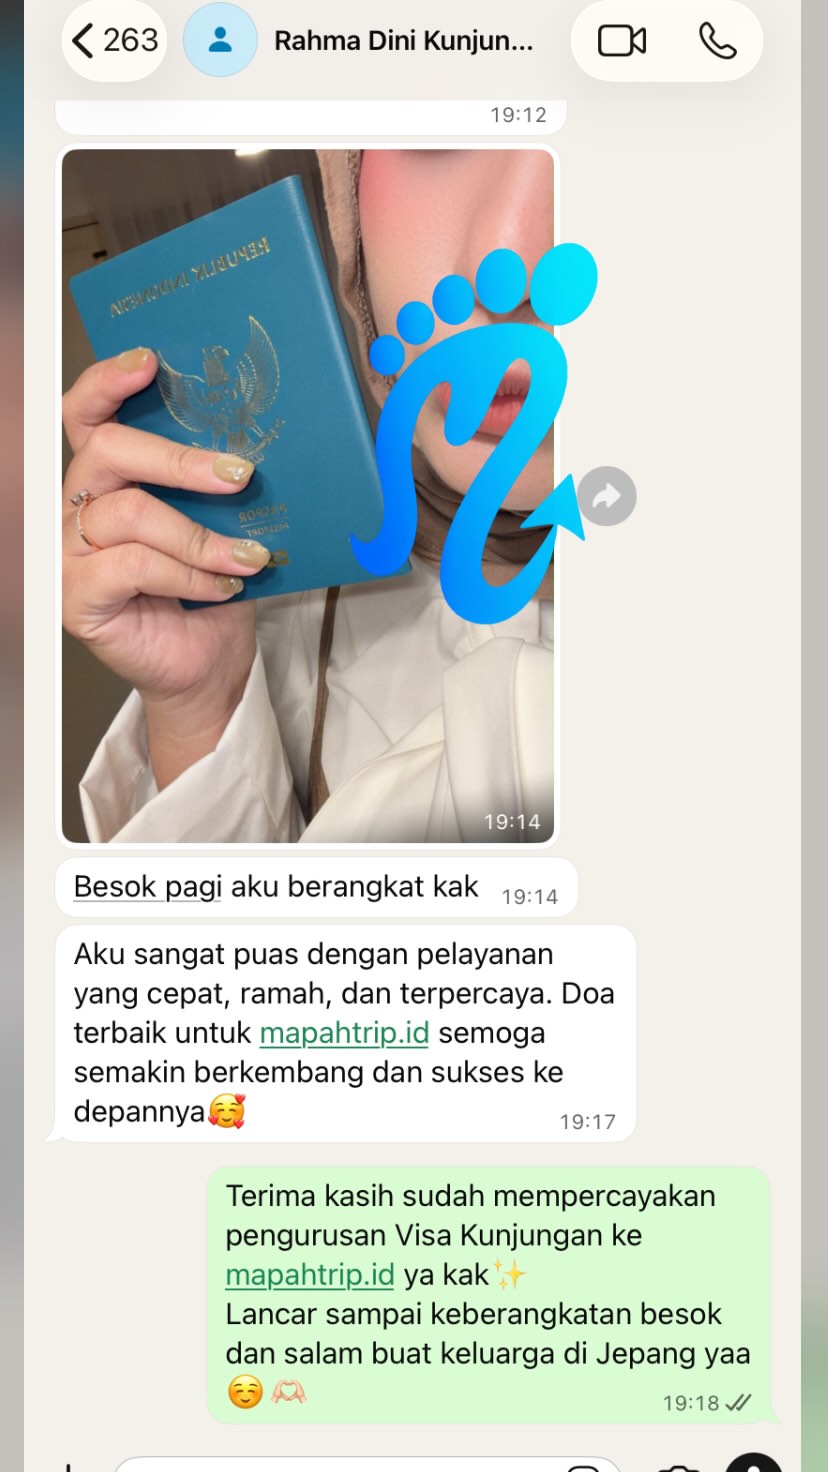 263
Rahma Dini Kunjun...
19:12
REPUBLIK INDONESIA
PASPOR
PASSPORT
19:14
Besok pagi aku berangkat kak 19:14
Aku sangat puas dengan pelayanan
yang cepat, ramah, dan terpercaya. Doa
terbaik untuk mapahtrip.id semoga
semakin berkembang dan sukses ke
depannya🥰
19:17
Terima kasih sudah mempercayakan
pengurusan Visa Kunjungan ke
mapahtrip.id ya kak✨
Lancar sampai keberangkatan besok
dan salam buat keluarga di Jepang yaa
☺️🫶🏻
19:18